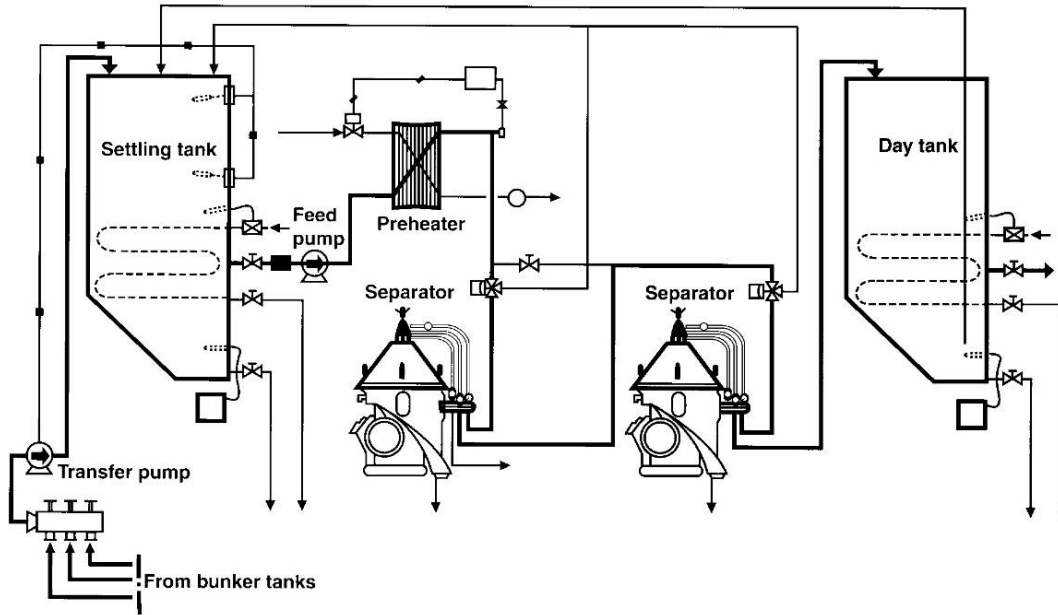 Settling tank
Day tank
Preheater
Feed
pump
Separator
Separator
Transfer pump
From bunker tanks